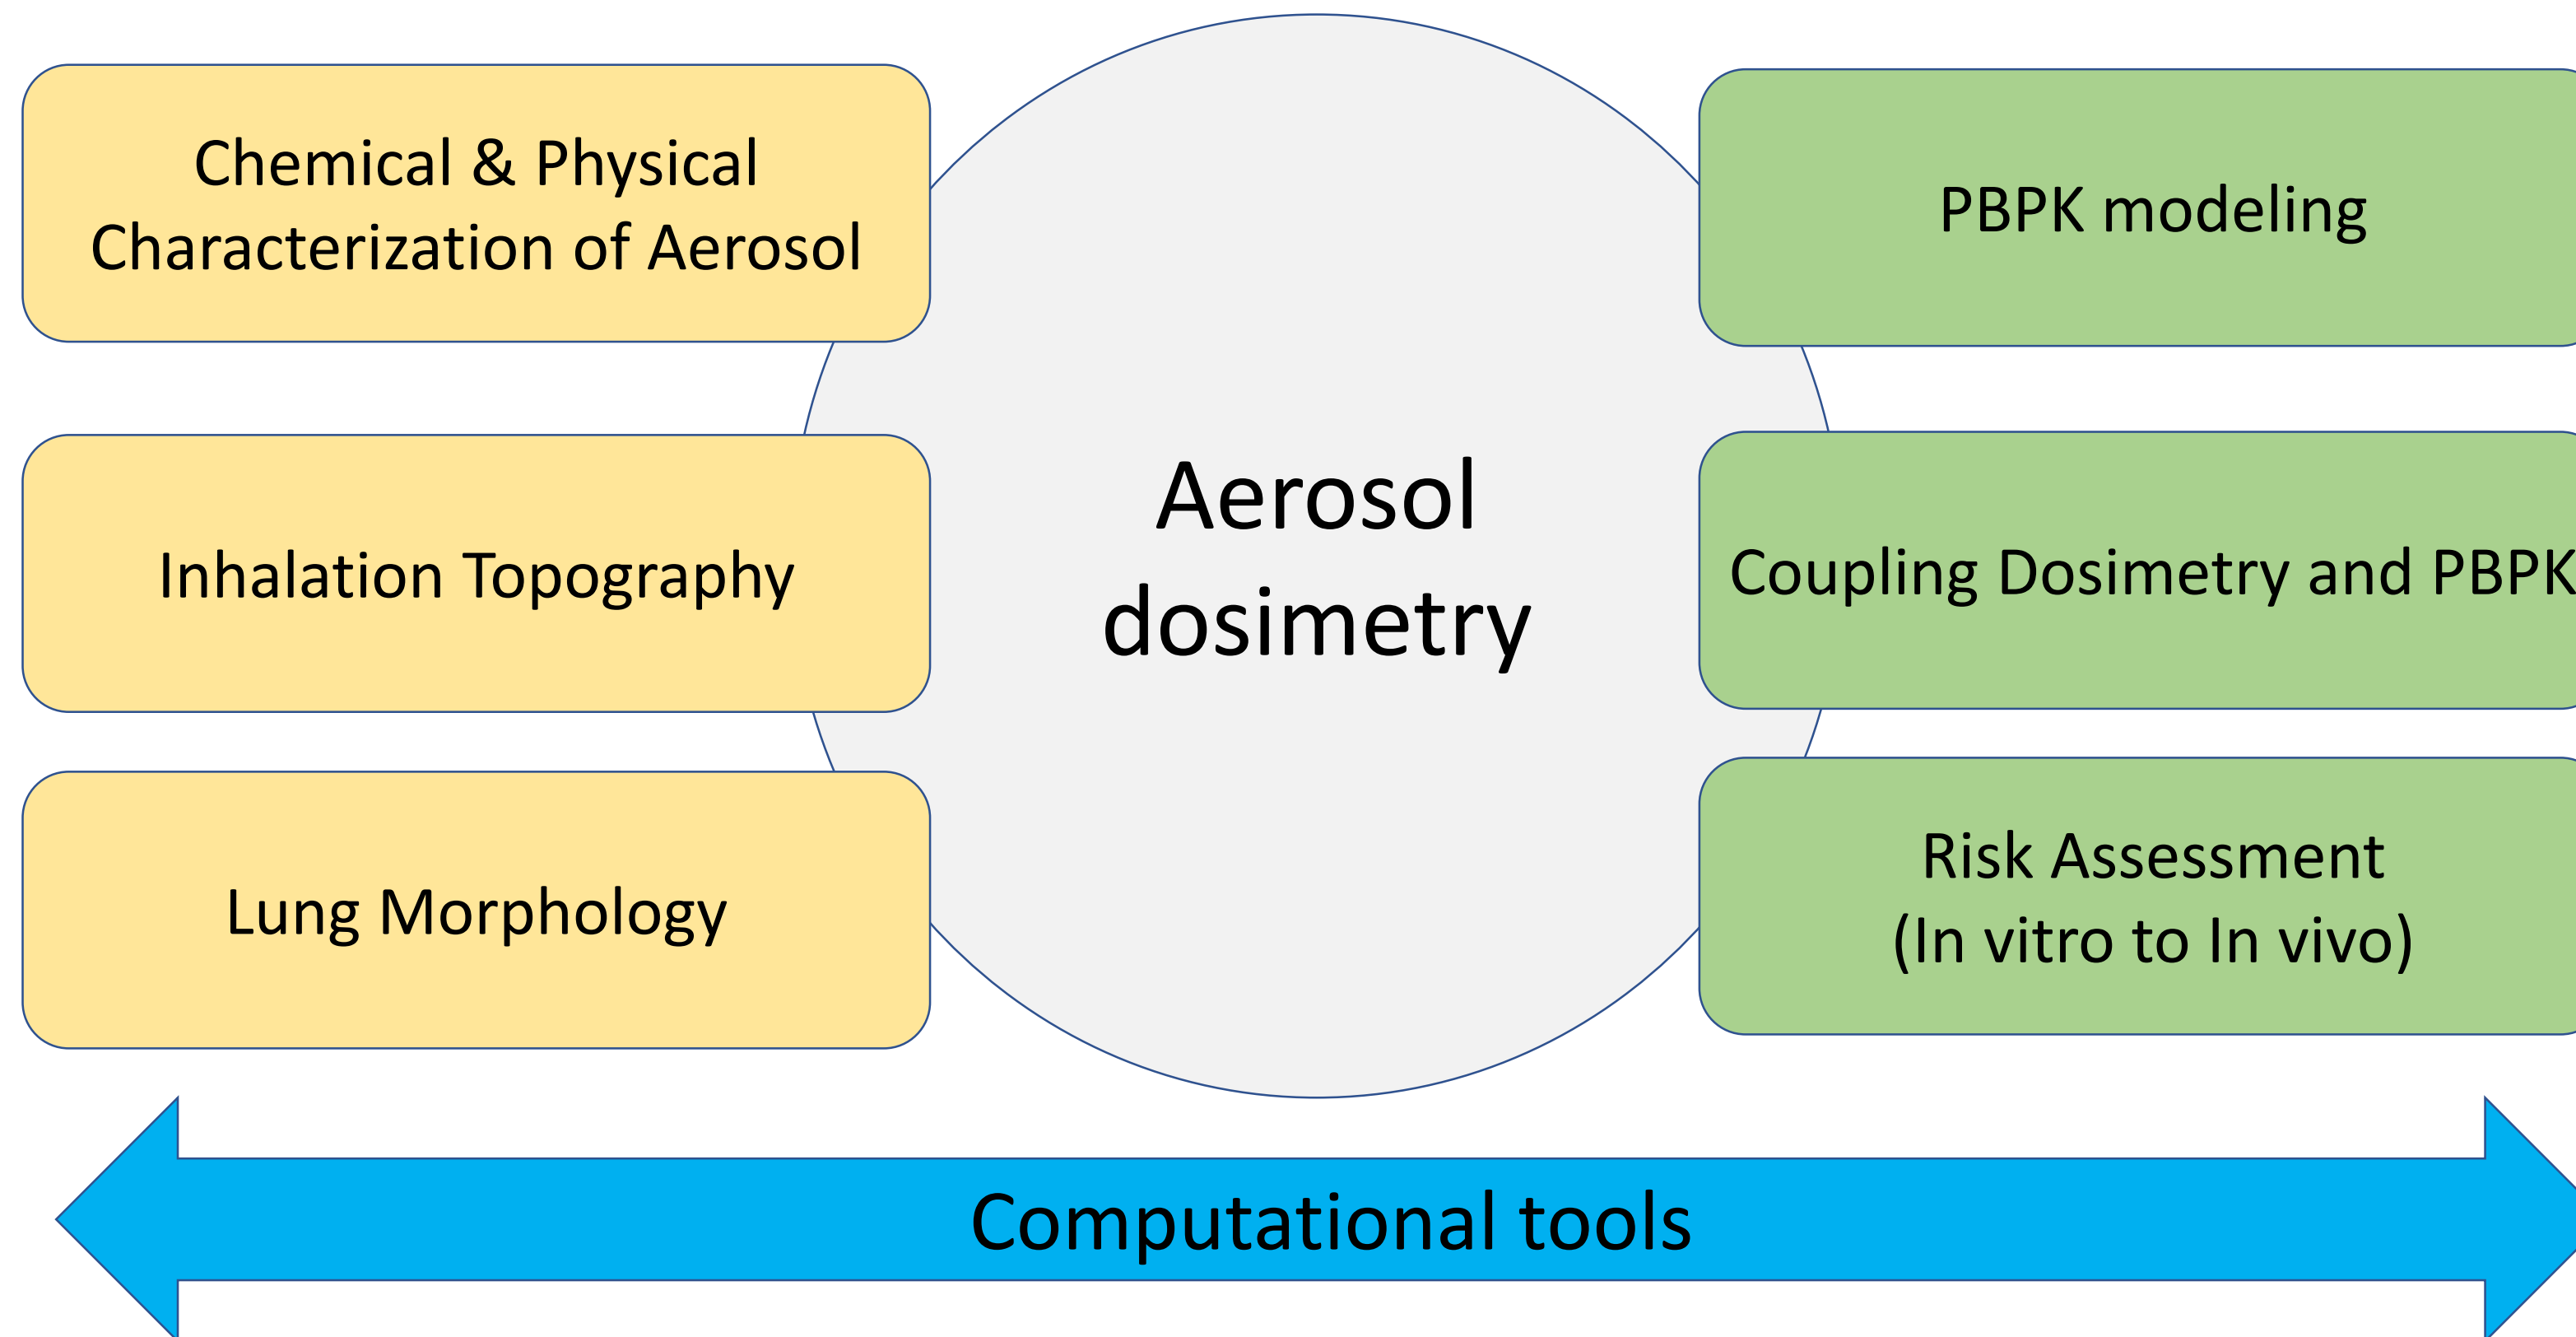 Chemical & Physical
Characterization of Aerosol
Inhalation Topography
Lung Morphology
Aerosol
dosimetry
PBPK modeling
Coupling Dosimetry and PBPK
Risk Assessment
(In vitro to In vivo)
Computational tools